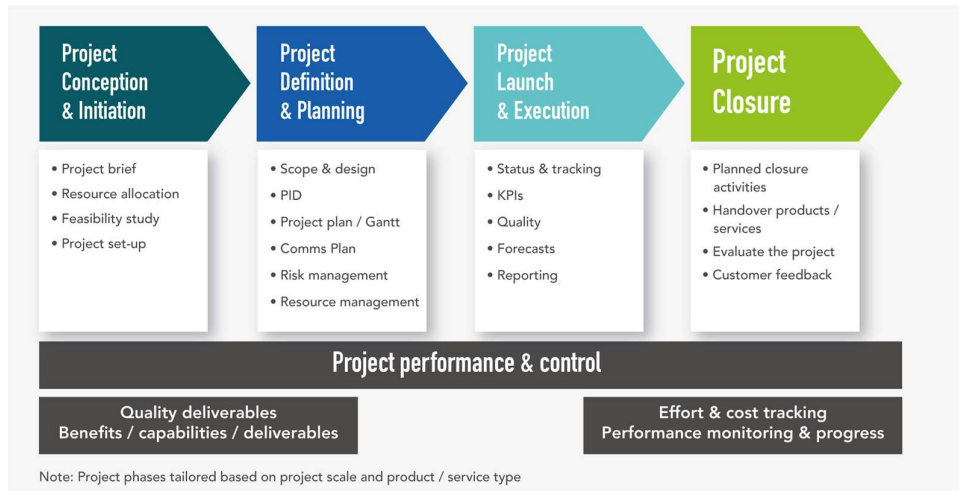 Project
Conception
& Initiation
• Project brief
• Resource allocation
• Feasibility study
• Project set-up
Project
Definition
& Planning
• Scope & design
• PID
• Project plan / Gantt
• Comms Plan
• Risk management
• Resource management
Project
Launch
& Execution
• Status & tracking
• KPIs
• Quality
• Forecasts
• Reporting
Project
Closure
• Planned closure
activities
• Handover products /
services
• Evaluate the project
• Customer feedback
Project performance & control
Quality deliverables
Benefits / capabilities / deliverables
Effort & cost tracking
Performance monitoring & progress
Note: Project phases tailored based on project scale and product / service type